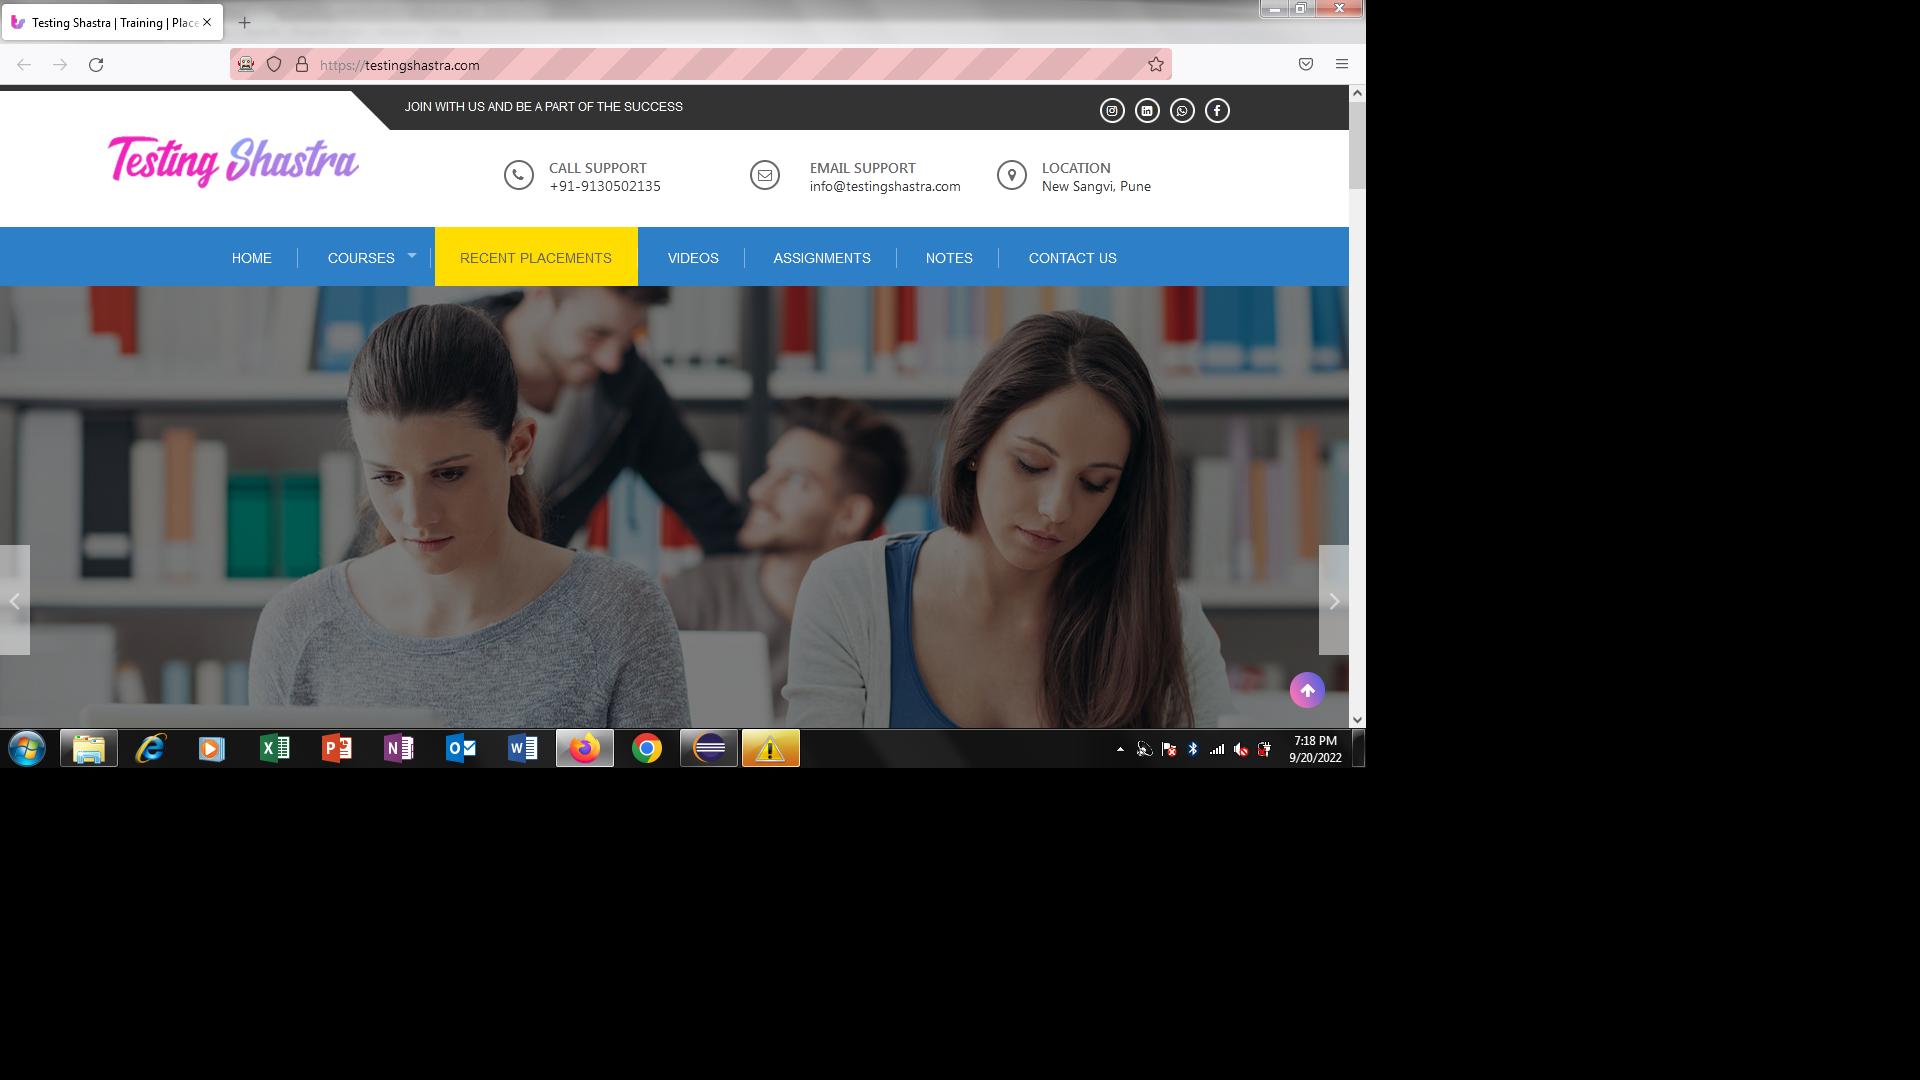 Testing Shastra | Training | Place
https://testingshastra.com
JOIN WITH US AND BE A PART OF THE SUCCESS
Testing Shastra
CALL SUPPORT
+91-9130502135
EMAIL SUPPORT
info@testingshastra.com
LOCATION
New Sangvi, Pune
HOME
COURSES
RECENT PLACEMENTS
VIDEOS
ASSIGNMENTS
NOTES
CONTACT US
7:18 PM
9/20/2022